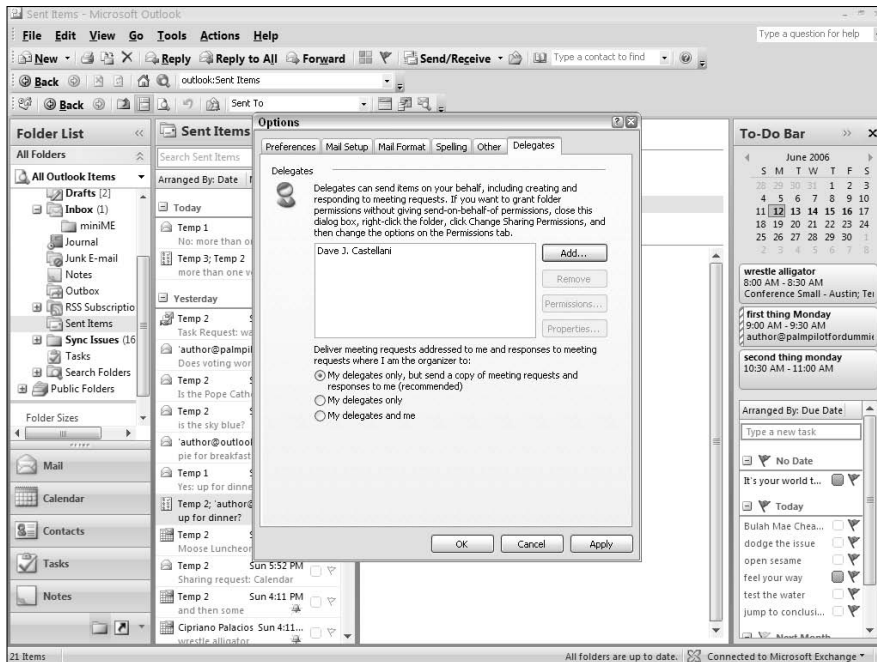 Sent Items - Microsoft Outlook
File Edit View Go Tools Actions Help
Type a question for help
New Reply Reply to All Forward Send/Receive Type a contact to find
Back outlook:Sent Items
Back Sent To
Folder List
All Folders
All Outlook Items
Drafts [2]
Inbox (1)
miniME
Journal
Junk E-mail
Notes
Outbox
RSS Subscriptio
Sent Items
Sync Issues (16
Tasks
Search Folders
Public Folders
Folder Sizes
Mail
Calendar
Contacts
Tasks
Notes
Sent Items
Search Sent Items
Arranged By: Date
Today
Temp 1
No: more than o
Temp 3; Temp 2
more than one v
Yesterday
Temp 2 S
Task Request: wa
'author@palmpil
Does voting wor
Temp 2 S
Is the Pope Cath
Temp 2 S
is the sky blue?
'author@outlool
pie for breakfast
Temp 1 S
Yes: up for dinne
Temp 2; 'author@
up for dinner?
Temp 2 S
Moose Luncheor
Temp 2 Sun 5:52 PM
Sharing request: Calendar
Temp 2 Sun 4:11 PM
and then some
Cipriano Palacios Sun 4:11...
wrestle alligator
Options
Preferences Mail Setup Mail Format Spelling Other Delegates
Delegates
Delegates can send items on your behalf, including creating and
responding to meeting requests. If you want to grant folder
permissions without giving send-on-behalf-of permissions, close this
dialog box, right-click the folder, click Change Sharing Permissions, and
then change the options on the Permissions tab.
Dave J. Castellani
Add...
Remove
Permissions...
Properties...
Deliver meeting requests addressed to me and responses to meeting
requests where I am the organizer to:
My delegates only, but send a copy of meeting requests and
responses to me (recommended)
My delegates only
My delegates and me
OK Cancel Apply
To-Do Bar
June 2006
S M T W T F S
28 29 30 31 1 2 3
4 5 6 7 8 9 10
11 12 13 14 15 16 17
18 19 20 21 22 23 24
25 26 27 28 29 30 1
2 3 4 5 6 7 8
wrestle alligator
8:00 AM - 8:30 AM
Conference Small - Austin; Te
first thing Monday
9:00 AM - 9:30 AM
author@palmpilotfordummie
second thing monday
10:30 AM - 11:00 AM
Arranged By: Due Date
Type a new task
No Date
It's your world t...
Today
Bulah Mae Chea...
dodge the issue
open sesame
feel your way
test the water
jump to conclusi...
Next Month
21 Items
All folders are up to date. Connected to Microsoft Exchange